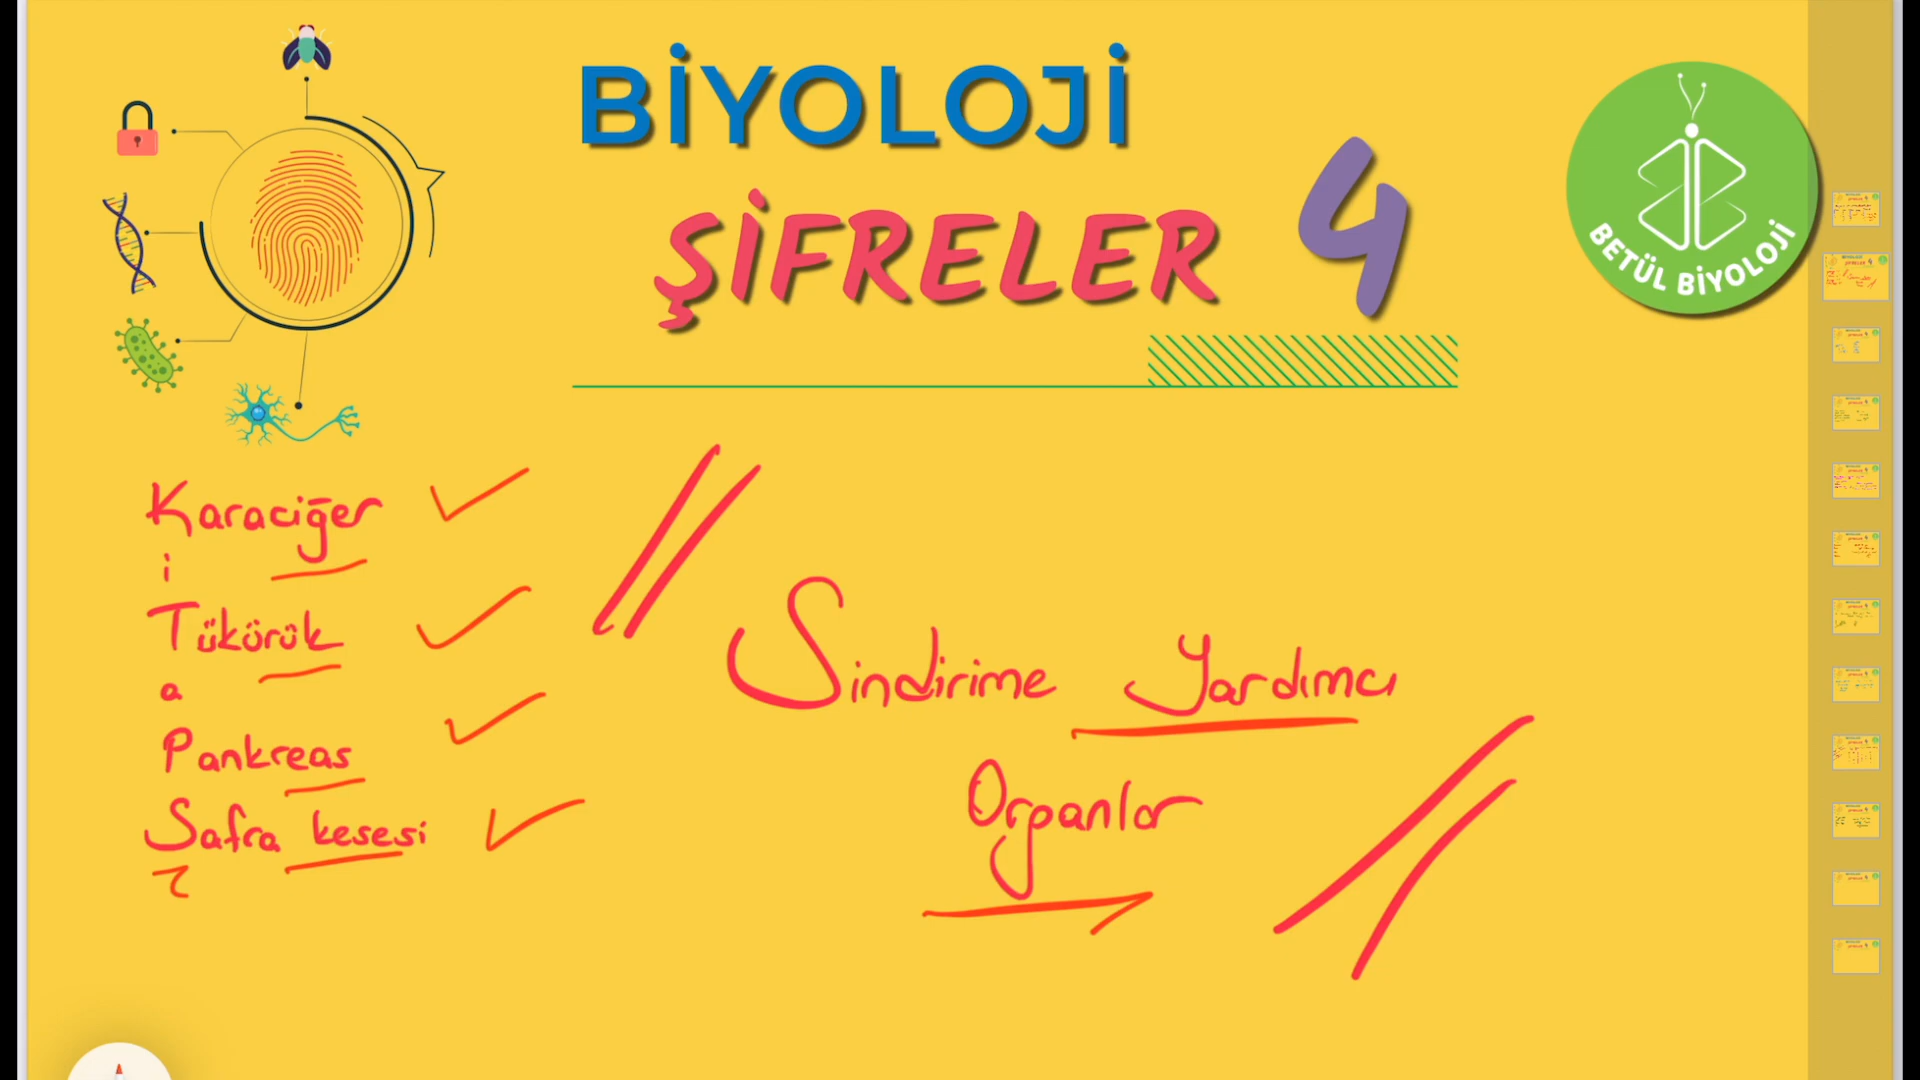 BİYOLOJİ
ŞİFRELER 4
BETÜL BİYOLOJİ
Karaciğer
i
Tükürük
a
Pankreas
Safra kesesi
Sindirime Yardımcı
Organlar